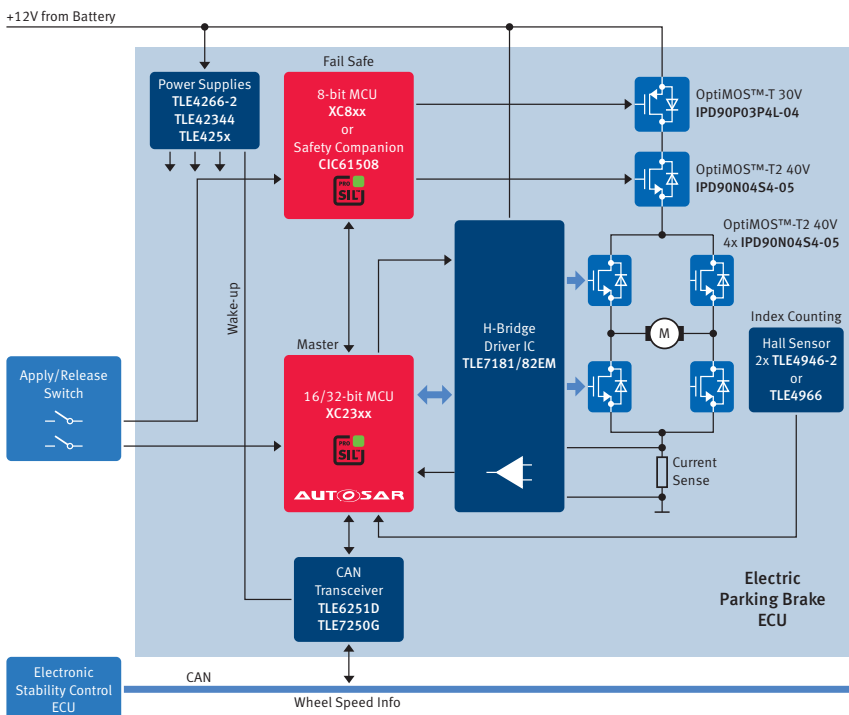 +12V from Battery
Power Supplies
TLE4266-2
TLE42344
TLE425x
Fail Safe
8-bit MCU
XC8xx
or
Safety Companion
CIC61508
PRO
SIL™
OptiMOS™-T 30V
IPD90P03P4L-04
OptiMOS™-T2 40V
IPD90N04S4-05
OptiMOS™-T2 40V
4x IPD90N04S4-05
Wake-up
H-Bridge
Driver IC
TLE7181/82EM
M
Index Counting
Hall Sensor
2x TLE4946-2
or
TLE4966
Apply/Release
Switch
Master
16/32-bit MCU
XC23xx
PRO
SIL™
AUTOSAR
Current
Sense
CAN
Transceiver
TLE6251D
TLE7250G
Electric
Parking Brake
ECU
Electronic
Stability Control
ECU
CAN
Wheel Speed Info